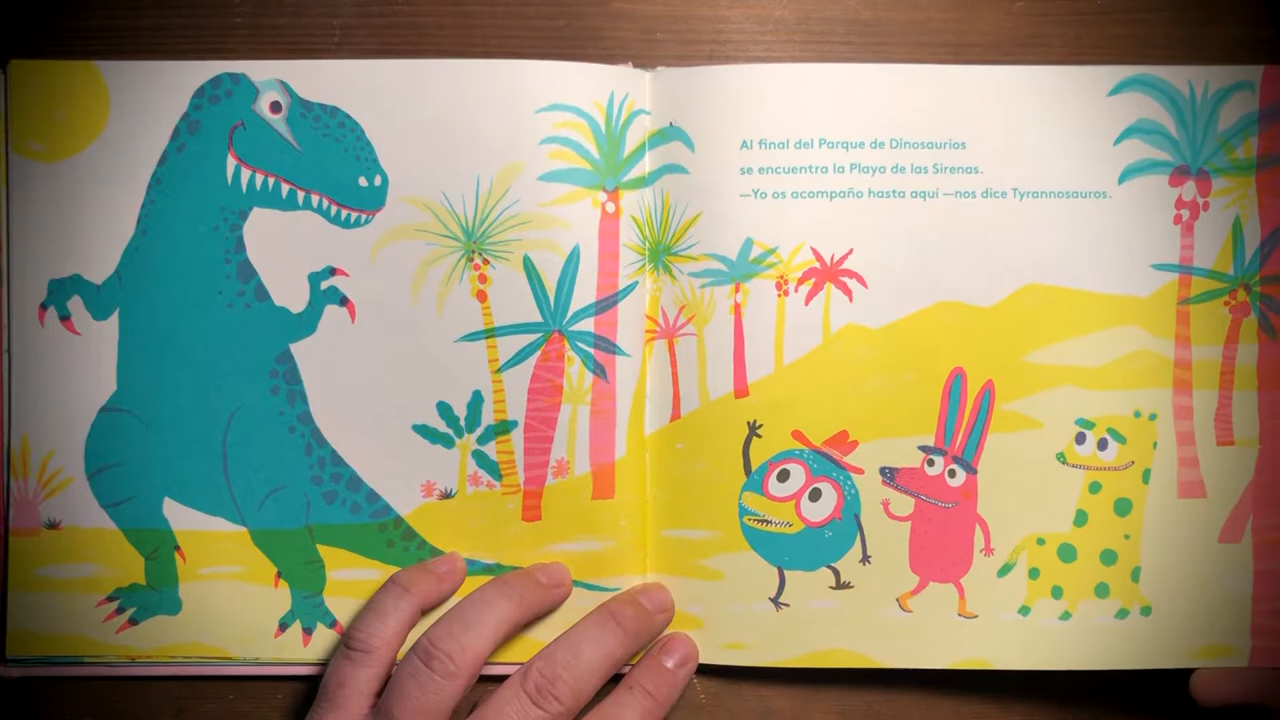 Al final del Parque de Dinosaurios
se encuentra la Playa de las Sirenas.
—Yo os acompaño hasta aquí —nos dice Tyrannosauros.